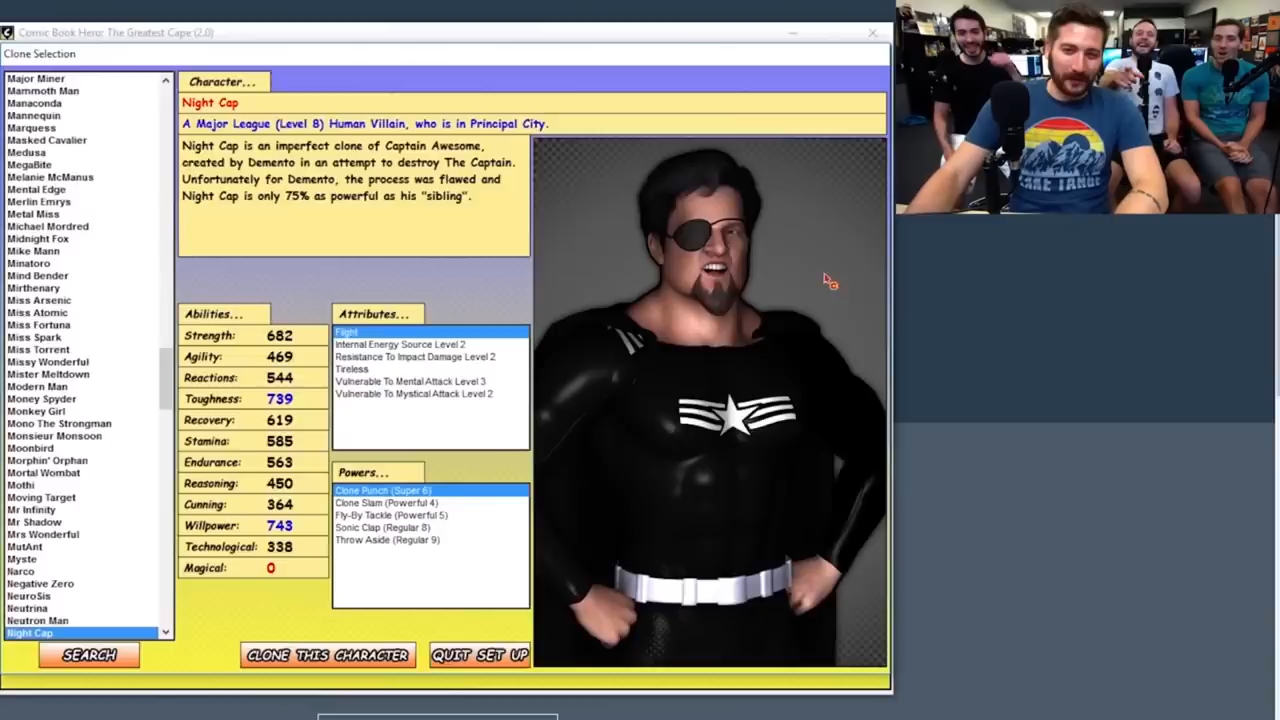 Comic Book Hero: The Greatest Cape (2.0)
Clone Selection
Major Miner
Mammoth Man
Manaconda
Mannequin
Marquess
Masked Cavalier
Medusa
MegaBite
Melanie McManus
Mental Edge
Merlin Emrys
Metal Miss
Michael Mordred
Midnight Fox
Mike Mann
Minatoro
Mind Bender
Mirthenary
Miss Arsenic
Miss Atomic
Miss Fortuna
Miss Spark
Miss Torrent
Missy Wonderful
Mister Meltdown
Modern Man
Money Spyder
Monkey Girl
Mono The Strongman
Monsieur Monsoon
Moonbird
Morphin' Orphan
Mortal Wombat
Mothi
Moving Target
Mr Infinity
Mr Shadow
Mrs Wonderful
MutAnt
Myste
Narco
Negative Zero
NeuroSis
Neutrina
Neutron Man
Night Cap
SEARCH
Character...
Night Cap
A Major League (Level 8) Human Villain, who is in Principal City.
Night Cap is an imperfect clone of Captain Awesome,
created by Demento in an attempt to destroy The Captain.
Unfortunately for Demento, the process was flawed and
Night Cap is only 75% as powerful as his "sibling".
Abilities...
Strength: 682
Agility: 469
Reactions: 544
Toughness: 739
Recovery: 619
Stamina: 585
Endurance: 563
Reasoning: 450
Cunning: 364
Willpower: 743
Technological: 338
Magical: 0
Attributes...
Flight
Internal Energy Source Level 2
Resistance To Impact Damage Level 2
Tireless
Vulnerable To Mental Attack Level 3
Vulnerable To Mystical Attack Level 2
Powers...
Clone Punch (Super 6)
Clone Slam (Powerful 4)
Fly-By Tackle (Powerful 5)
Sonic Clap (Regular 8)
Throw Aside (Regular 9)
CLONE THIS CHARACTER
QUIT SET UP
LAKE TAHOE